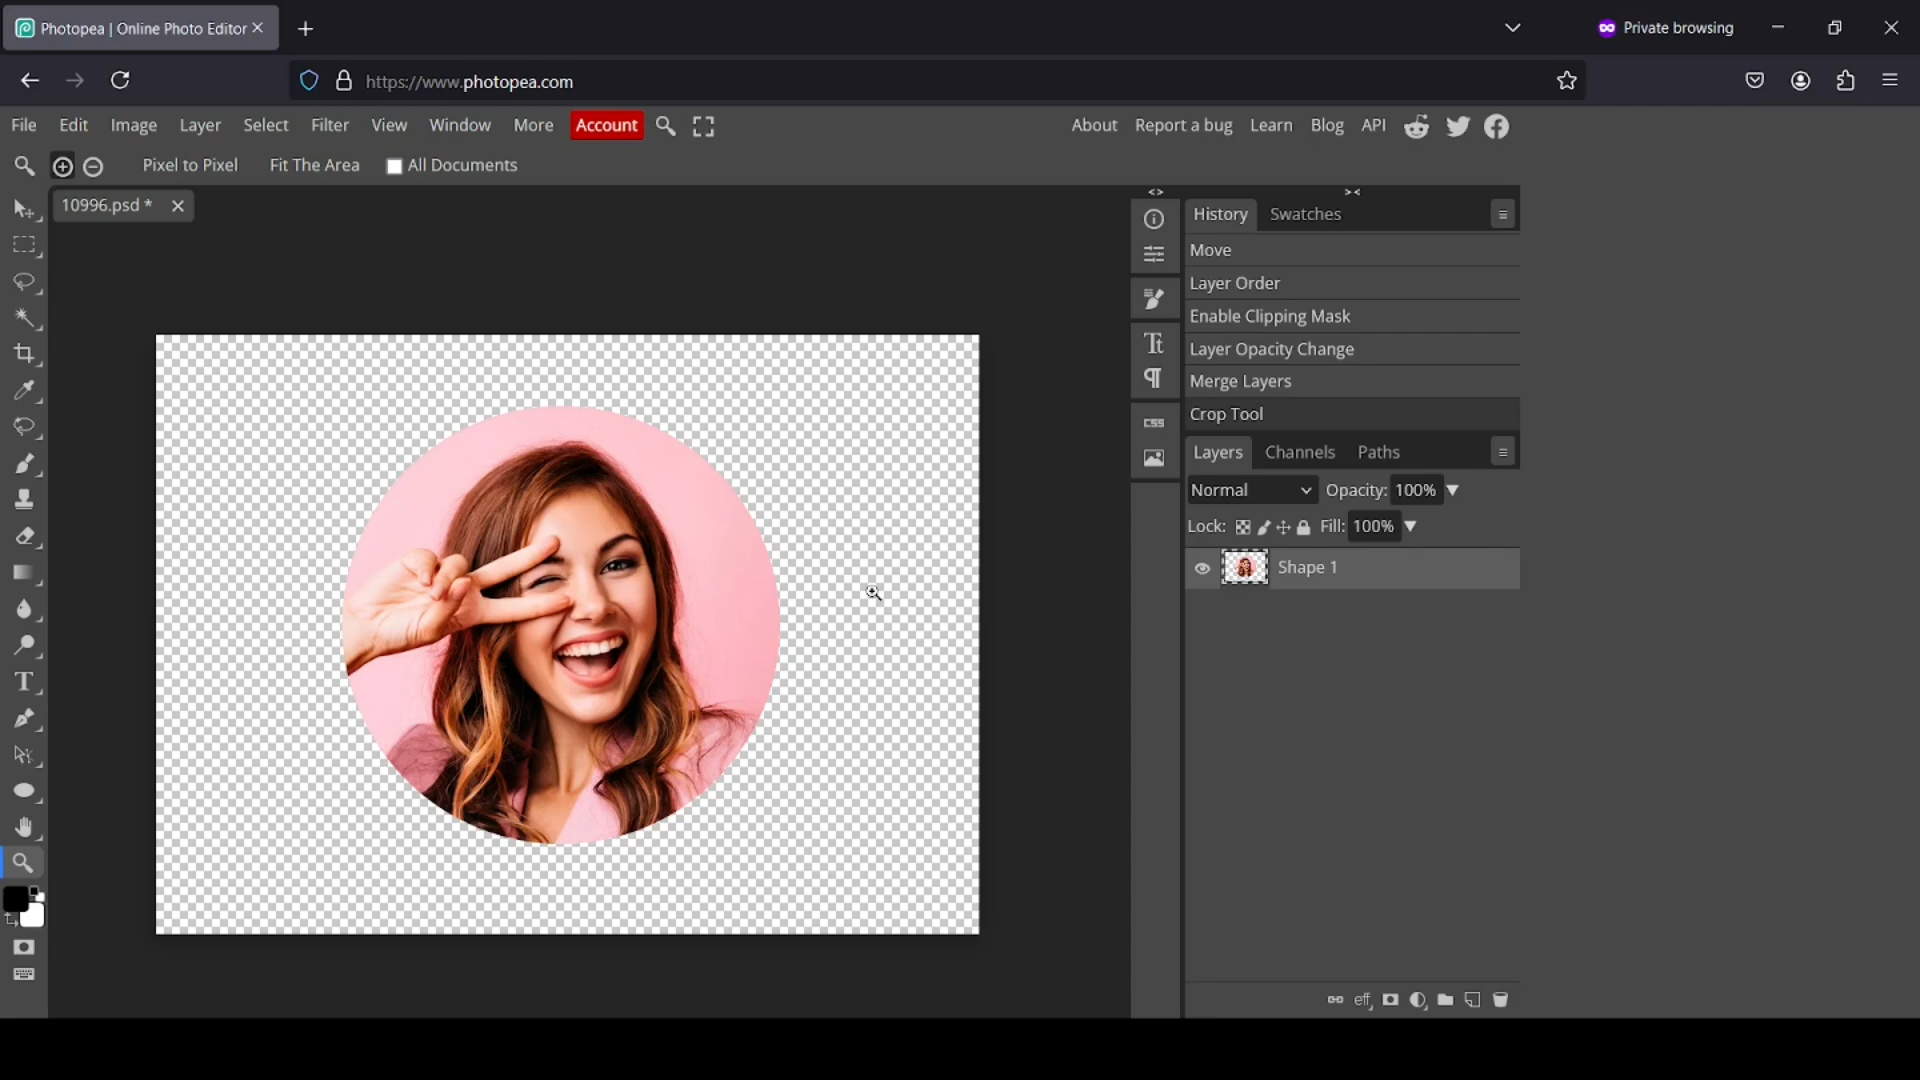 Photopea | Online Photo Editor
Private browsing
https://www.photopea.com
File Edit Image Layer Select Filter View Window More Account About Report a bug Learn Blog API
Pixel to Pixel Fit The Area All Documents
10996.psd *
History Swatches
Move
Layer Order
Enable Clipping Mask
Layer Opacity Change
Merge Layers
Crop Tool
CSS
Layers Channels Paths
Normal Opacity: 100%
Lock: Fill: 100%
Shape 1
eff